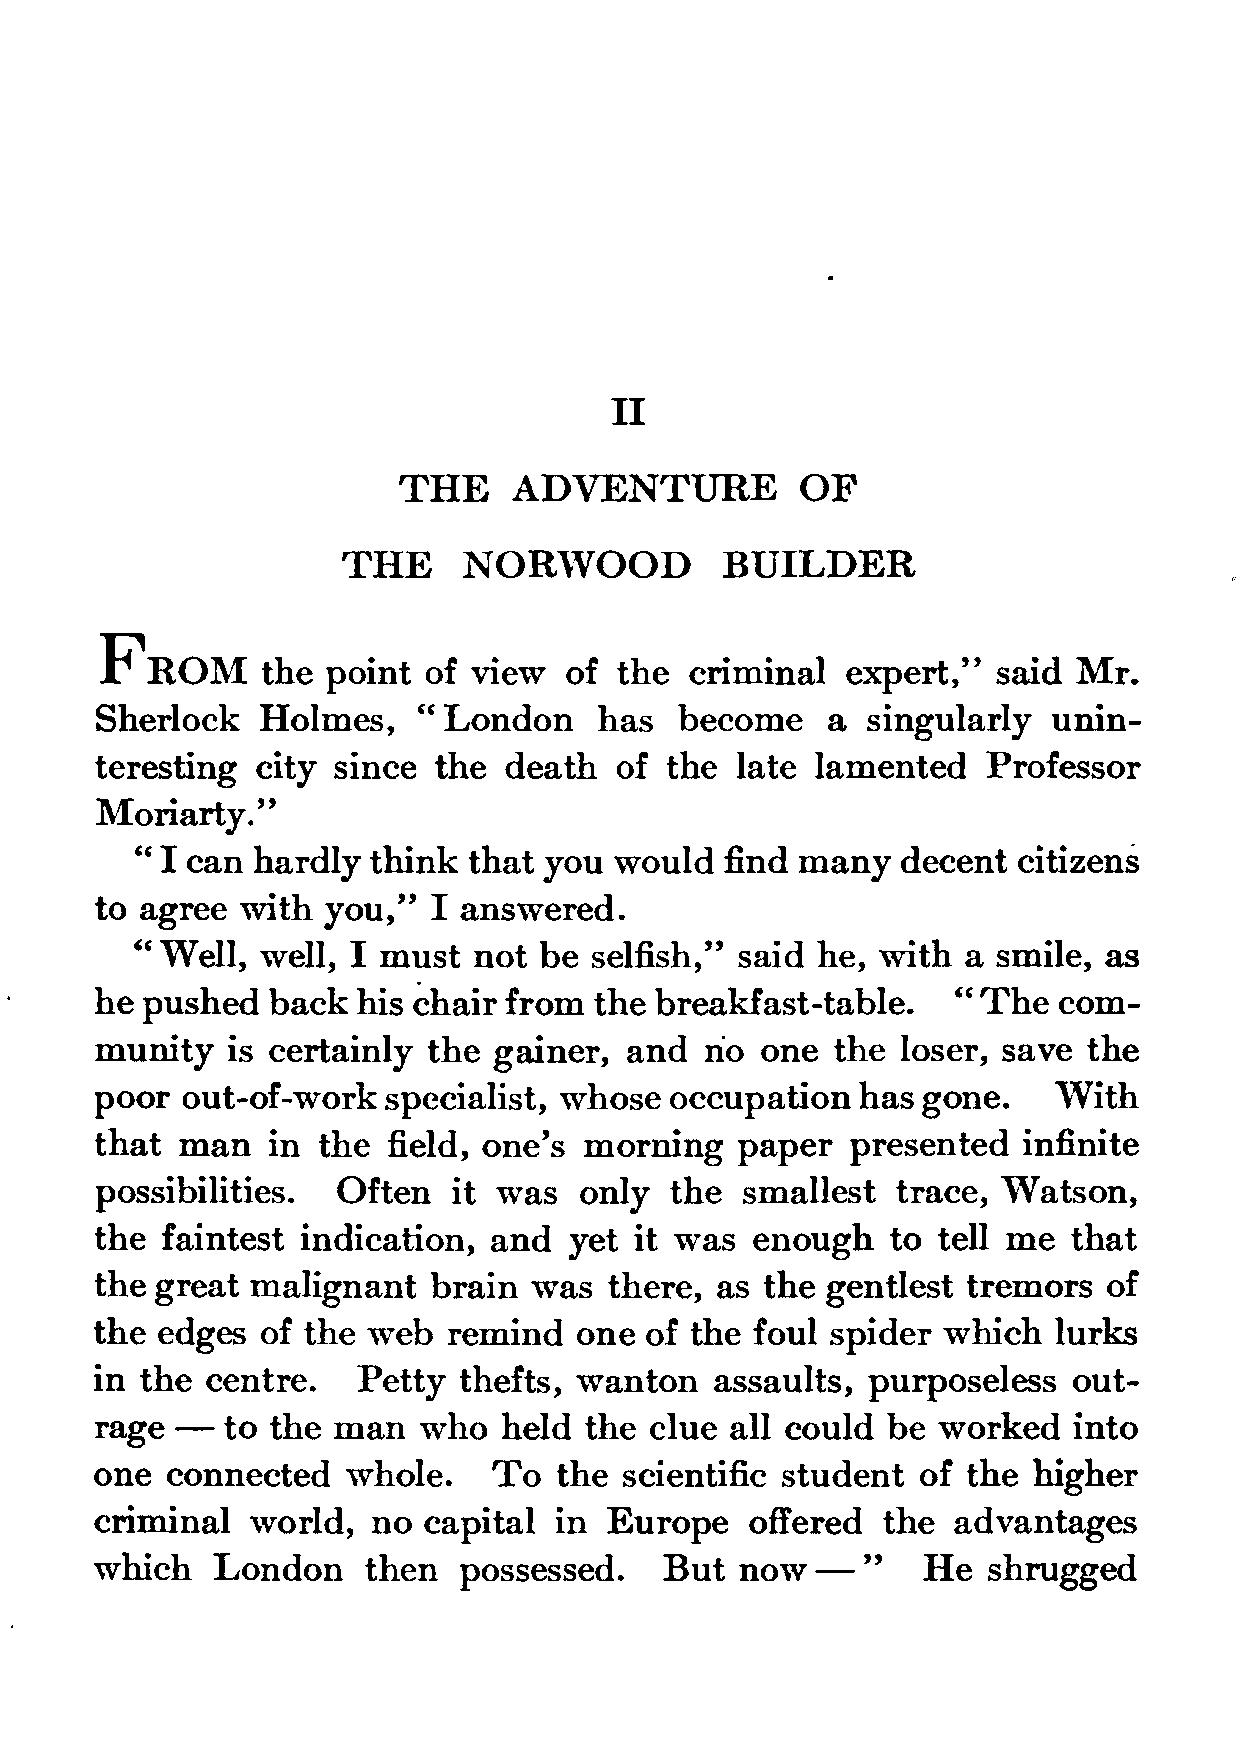 II
THE ADVENTURE OF
THE NORWOOD BUILDER
FROM the point of view of the criminal expert," said Mr.
Sherlock Holmes, "London has become a singularly unin-
teresting city since the death of the late lamented Professor
Moriarty."
"I can hardly think that you would find many decent citizens
to agree with you," I answered.
"Well, well, I must not be selfish," said he, with a smile, as
he pushed back his chair from the breakfast-table. "The com-
munity is certainly the gainer, and no one the loser, save the
poor out-of-work specialist, whose occupation has gone. With
that man in the field, one's morning paper presented infinite
possibilities. Often it was only the smallest trace, Watson,
the faintest indication, and yet it was enough to tell me that
the great malignant brain was there, as the gentlest tremors of
the edges of the web remind one of the foul spider which lurks
in the centre. Petty thefts, wanton assaults, purposeless out-
rage — to the man who held the clue all could be worked into
one connected whole. To the scientific student of the higher
criminal world, no capital in Europe offered the advantages
which London then possessed. But now — " He shrugged